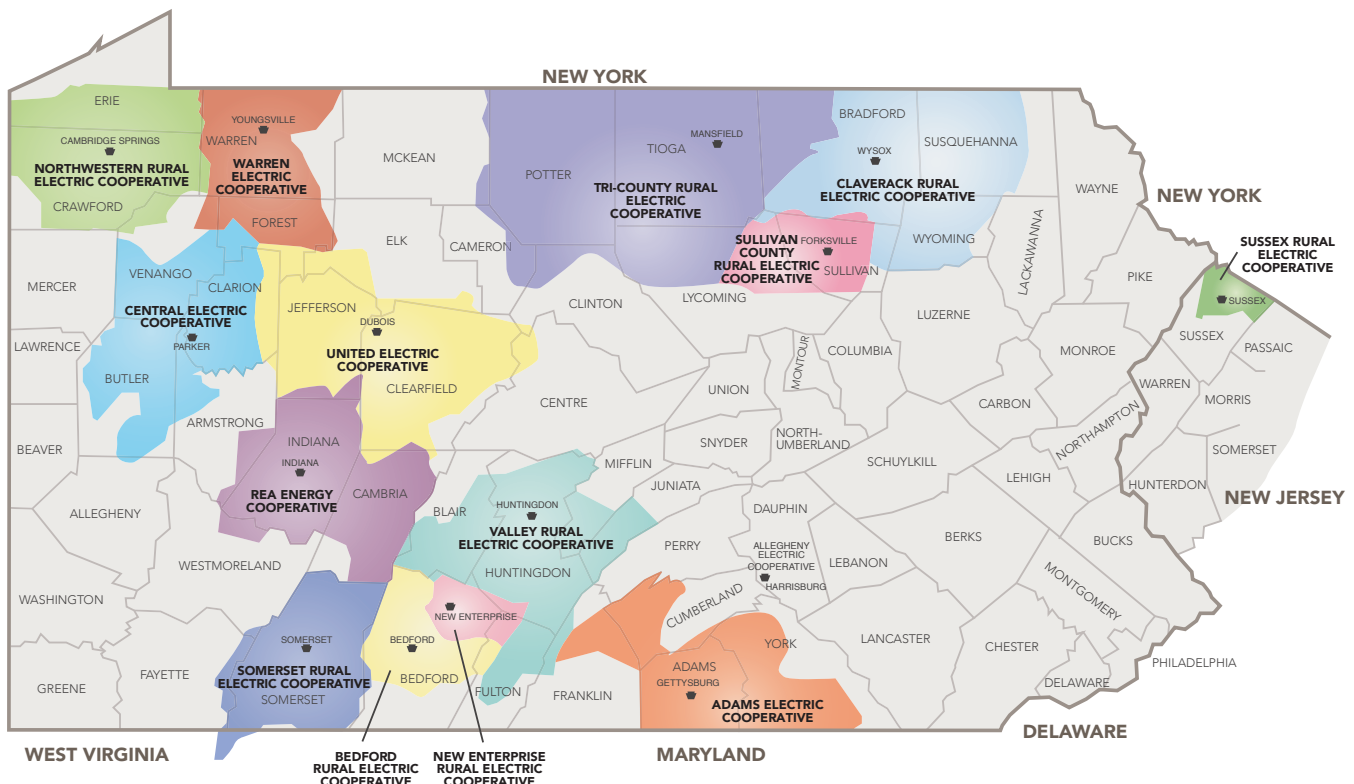 NEW YORK
ERIE
CAMBRIDGE SPRINGS
NORTHWESTERN RURAL
ELECTRIC COOPERATIVE
CRAWFORD
YOUNGSVILLE
WARREN
WARREN
ELECTRIC
COOPERATIVE
FOREST
MCKEAN
ELK
CAMERON
POTTER
TIOGA
MANSFIELD
TRI-COUNTY RURAL
ELECTRIC
COOPERATIVE
BRADFORD
WYSOX
SUSQUEHANNA
CLAVERACK RURAL
ELECTRIC COOPERATIVE
WYOMING
WAYNE
NEW YORK
SULLIVAN
COUNTY
RURAL ELECTRIC
COOPERATIVE
FORKSVILLE
SULLIVAN
LACKAWANNA
PIKE
SUSSEX RURAL
ELECTRIC
COOPERATIVE
SUSSEX
SUSSEX
PASSAIC
MERCER
VENANGO
CLARION
CENTRAL ELECTRIC
COOPERATIVE
PARKER
LAWRENCE
BUTLER
JEFFERSON
DUBOIS
UNITED ELECTRIC
COOPERATIVE
CLEARFIELD
CLINTON
LYCOMING
LUZERNE
COLUMBIA
MONTOUR
UNION
MONROE
WARREN
MORRIS
CARBON
CENTRE
ARMSTRONG
BEAVER
INDIANA
INDIANA
REA ENERGY
COOPERATIVE
CAMBRIA
SNYDER
NORTH-
UMBERLAND
NORTHAMPTON
SOMERSET
SCHUYLKILL
LEHIGH
HUNTERDON
NEW JERSEY
MIFFLIN
JUNIATA
ALLEGHENY
BLAIR
HUNTINGDON
VALLEY RURAL
ELECTRIC COOPERATIVE
HUNTINGDON
DAUPHIN
PERRY
ALLEGHENY
ELECTRIC
COOPERATIVE
HARRISBURG
LEBANON
BERKS
BUCKS
MONTGOMERY
WESTMORELAND
WASHINGTON
NEW ENTERPRISE
CUMBERLAND
SOMERSET
SOMERSET RURAL
ELECTRIC COOPERATIVE
SOMERSET
BEDFORD
BEDFORD
FULTON
FRANKLIN
ADAMS
GETTYSBURG
YORK
ADAMS ELECTRIC
COOPERATIVE
LANCASTER
CHESTER
DELAWARE
PHILADELPHIA
GREENE
FAYETTE
WEST VIRGINIA
BEDFORD
RURAL ELECTRIC
COOPERATIVE
NEW ENTERPRISE
RURAL ELECTRIC
COOPERATIVE
MARYLAND
DELAWARE